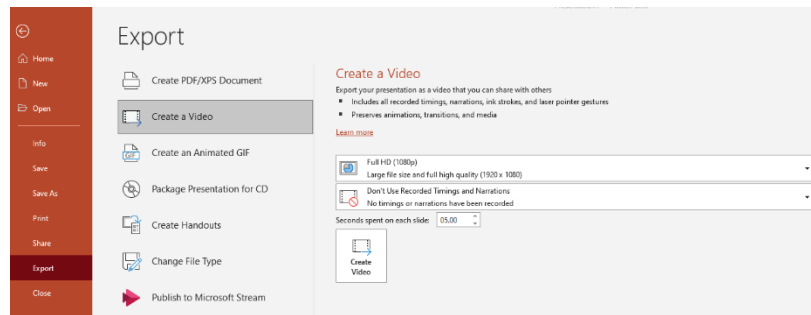 Export
Home
New
Open
Info
Save
Save As
Print
Share
Export
Close
Create PDF/XPS Document
Create a Video
Create an Animated GIF
GIF
Package Presentation for CD
Create Handouts
Change File Type
Publish to Microsoft Stream
Create a Video
Export your presentation as a video that you can share with others
▪ Includes all recorded timings, narrations, ink strokes, and laser pointer gestures
▪ Preserves animations, transitions, and media
Learn more
Full HD (1080p)
Large file size and full high quality (1920 x 1080)
Don't Use Recorded Timings and Narrations
No timings or narrations have been recorded
Seconds spent on each slide: 05,00
Create
Video